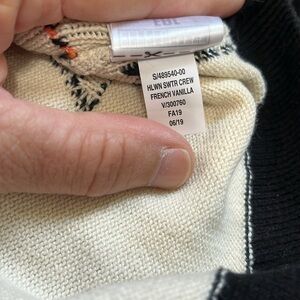 S/489540-00
HLWN SWTR CREW
FRENCH VANILLA
V/300760
FA19
06/19